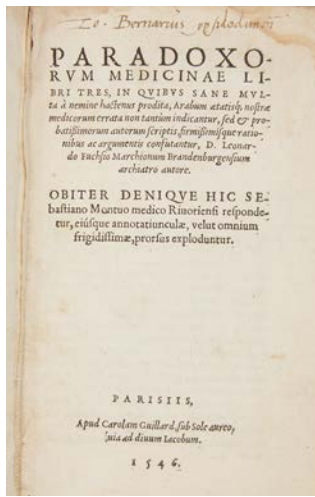 Io. Bernarius
PARADOXO-
RVM MEDICINAE LI-
BRI TRES, IN QVIBVS SANE MVL-
ta à nemine hactenus prodita, Arabum ætatisq́. nostræ
medicorum errata non tantùm indicantur, sed & pro-
batissimorum autorum scriptis, firmissimisque ratio-
nibus ac argumentis confutantur, D. Leonar-
do Fuchsio Marchionum Brandenburgensium
archiatro autore.
OBITER DENIQVE HIC SE-
bastiano Montuo medico Riuoriensi responde-
tur, eiúsque annotatiunculæ, velut omnium
frigidissimæ, prorsus exploduntur.
PARISIIS,
Apud Carolam Guillard, sub Sole aureo,
uia ad diuum Iacobum.
1546.